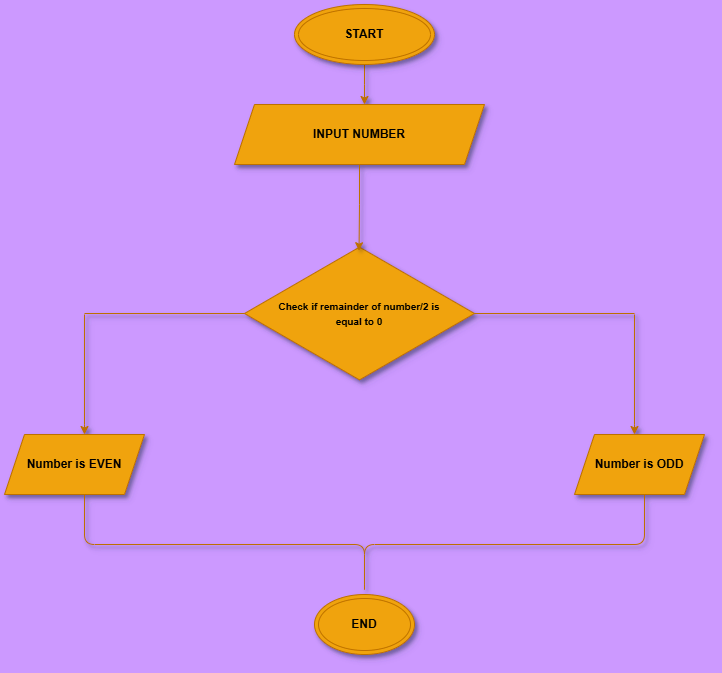 START
INPUT NUMBER
Check if remainder of number/2 is
equal to 0
Number is EVEN
Number is ODD
END